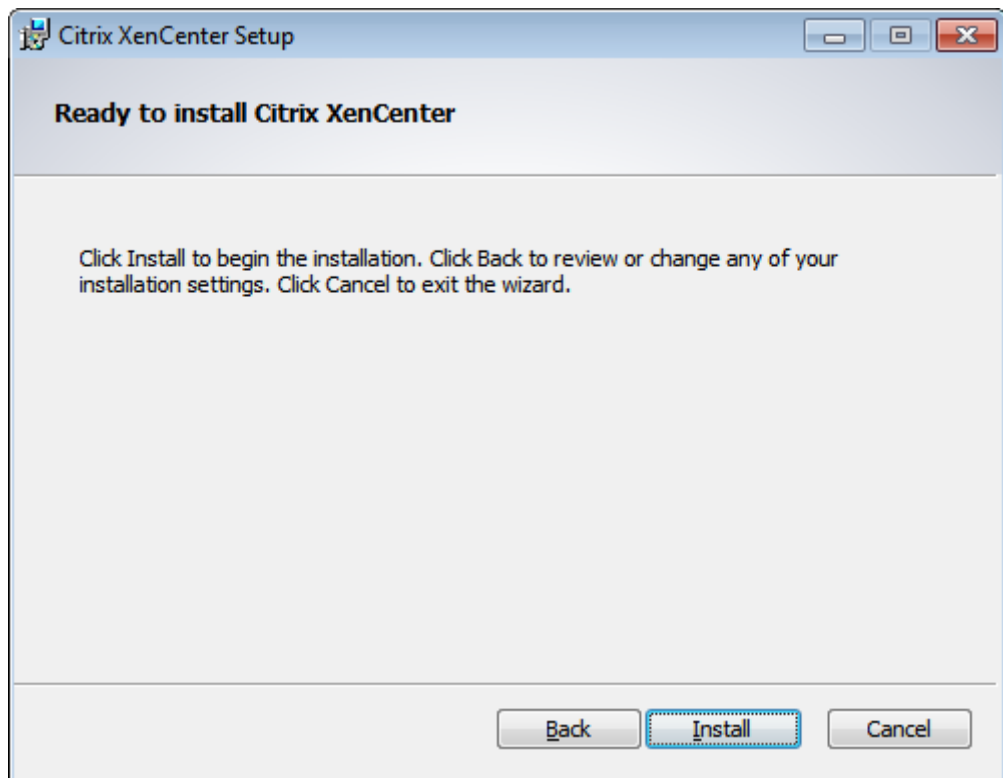 Citrix XenCenter Setup
Ready to install Citrix XenCenter
Click Install to begin the installation. Click Back to review or change any of your
installation settings. Click Cancel to exit the wizard.
Back Install Cancel